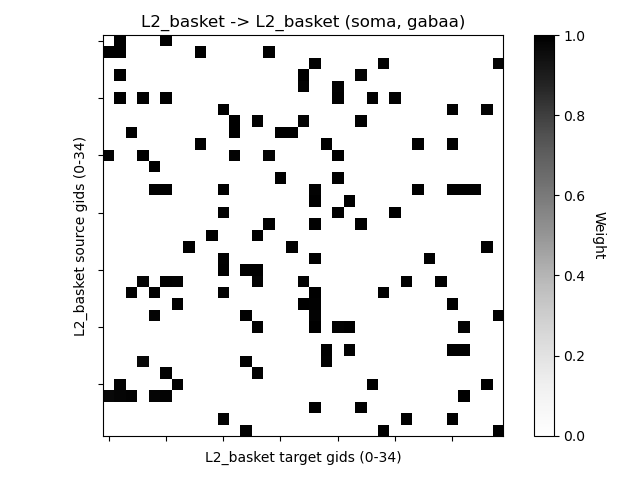 L2_basket -> L2_basket (soma, gabaa)
L2_basket source gids (0-34)
L2_basket target gids (0-34)
1.0
0.8
0.6
0.4
0.2
0.0
Weight